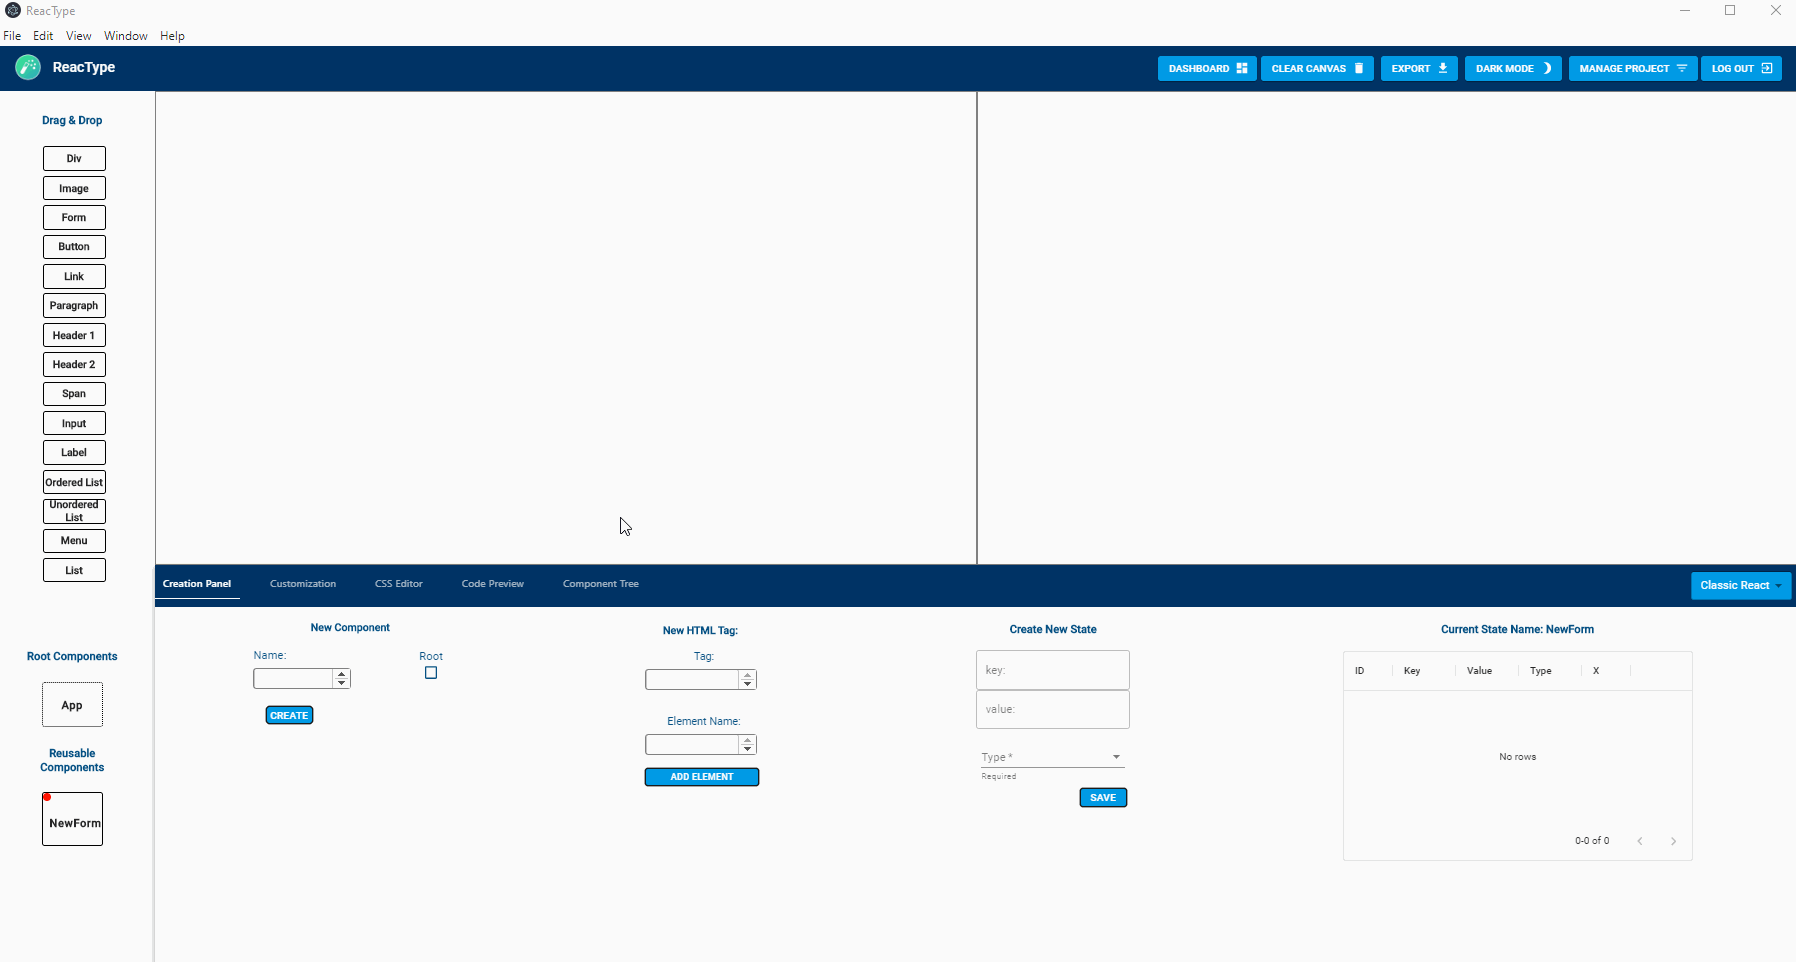 ReacType
File Edit View Window Help
ReacType
DASHBOARD CLEAR CANVAS EXPORT DARK MODE MANAGE PROJECT LOG OUT
Drag & Drop
Div
Image
Form
Button
Link
Paragraph
Header 1
Header 2
Span
Input
Label
Ordered List
Unordered
List
Menu
List
Root Components
App
Reusable
Components
NewForm
Creation Panel Customization CSS Editor Code Preview Component Tree Classic React
New Component
Name:
Root
CREATE
New HTML Tag:
Tag:
Element Name:
ADD ELEMENT
Create New State
key:
value:
Type *
Required
SAVE
Current State Name: NewForm
ID Key Value Type X
No rows
0-0 of 0